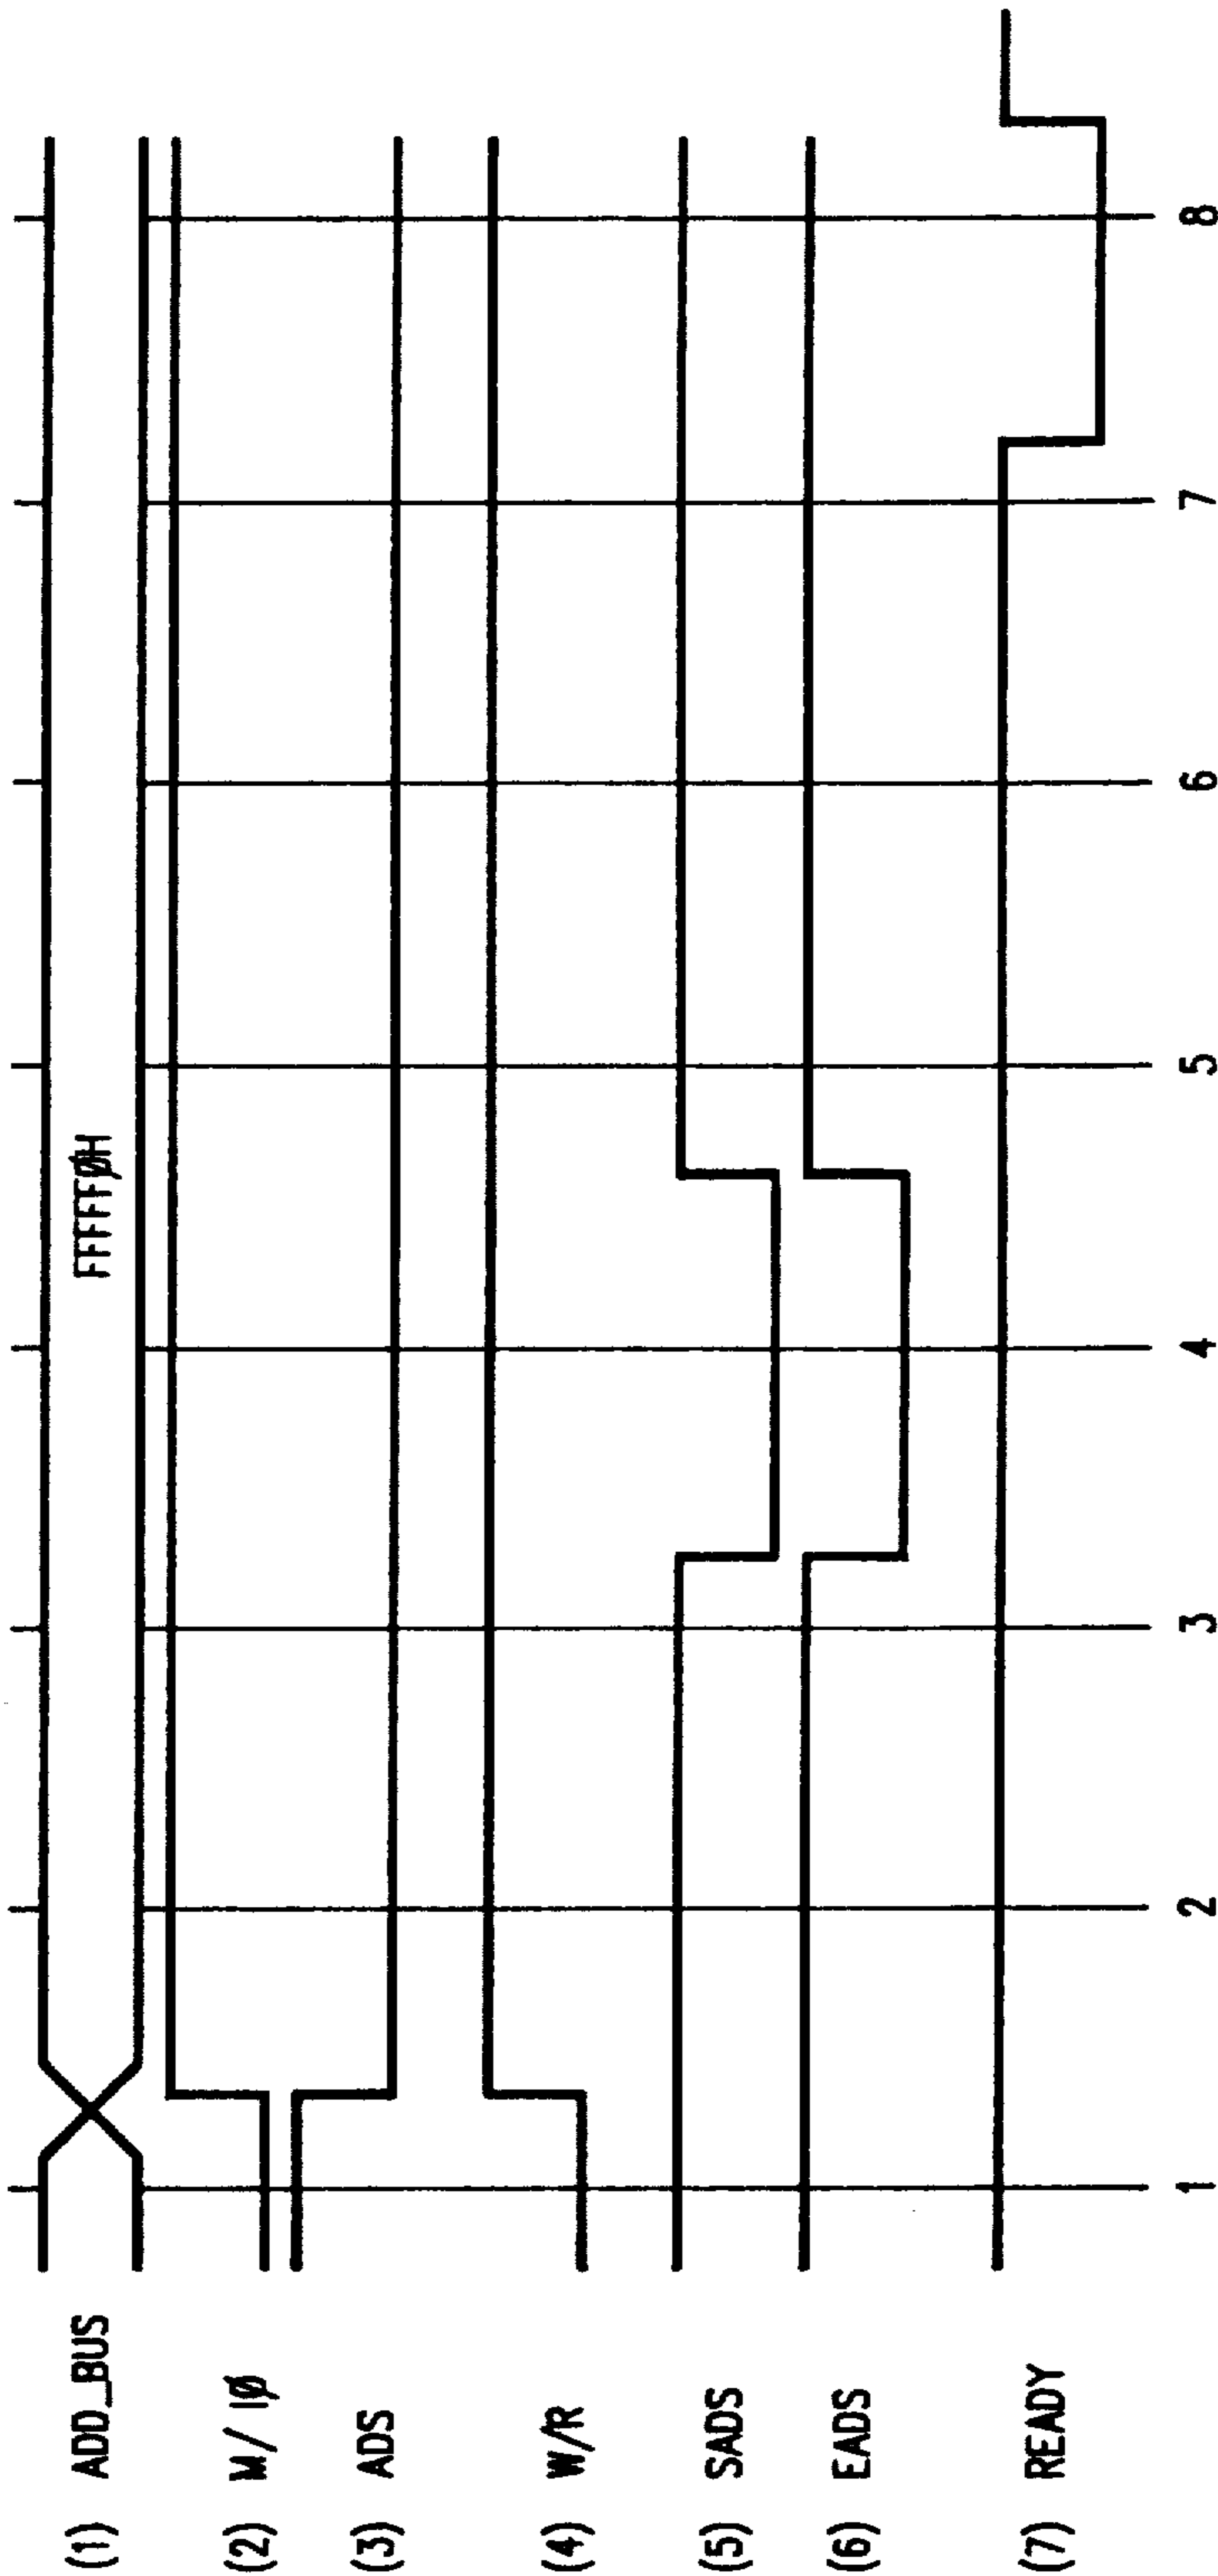 (1) ADD_BUS
FFFFFØH
(2) M/ IØ
(3) ADS
(4) W/R
(5) SADS
(6) EADS
(7) READY
1 2 3 4 5 6 7 8